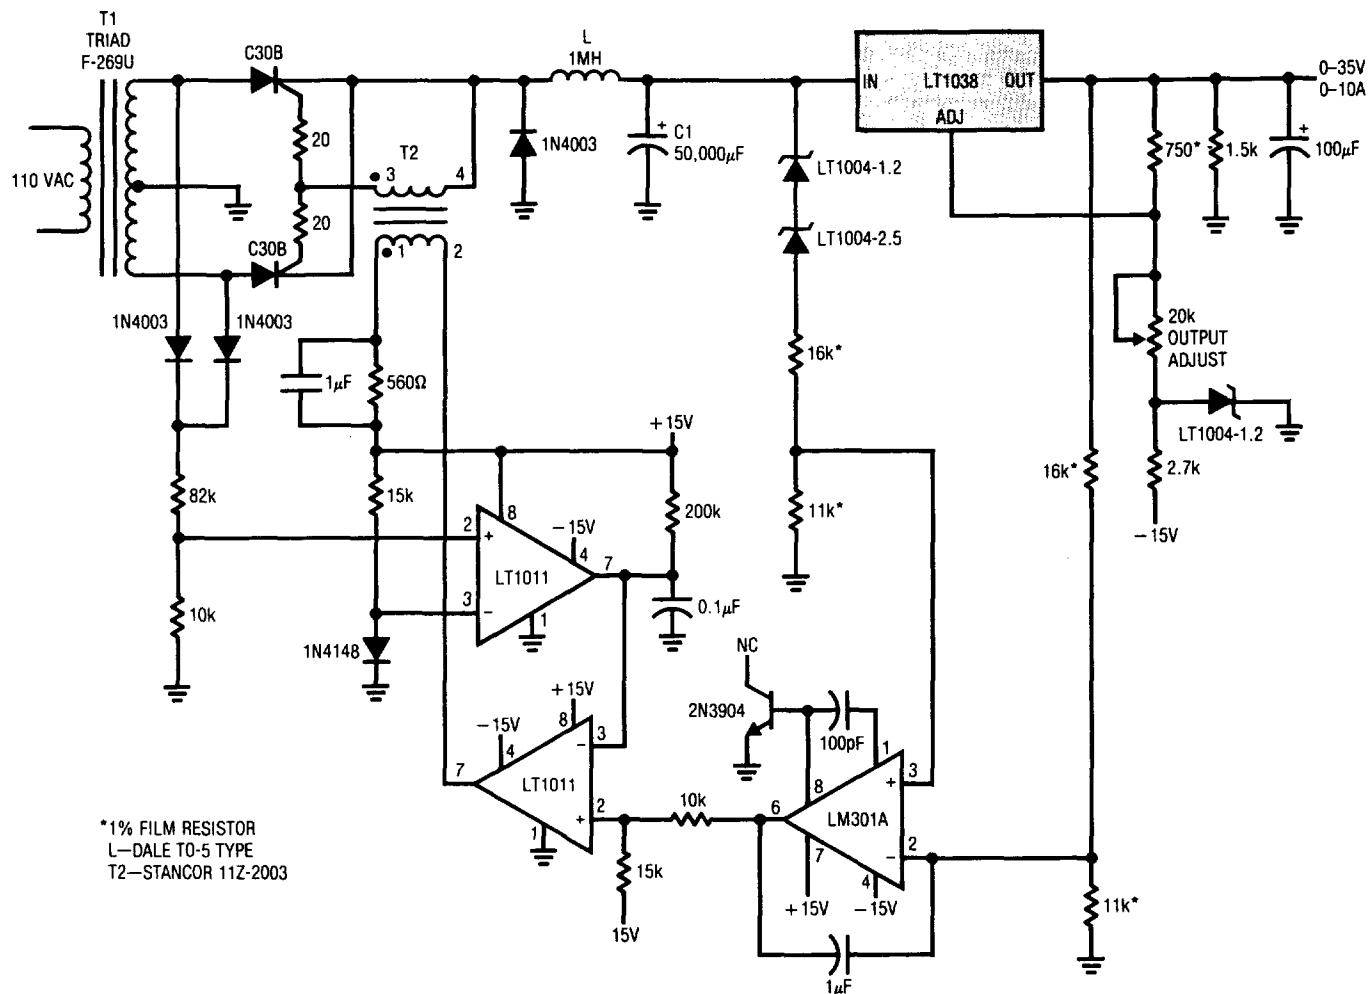 T1
TRIAD
F-269U
C30B
L
1MH
IN
LT1038
OUT
ADJ
0–35V
0–10A
110 VAC
20
T2
3
4
1N4003
+
C1
50,000µF
LT1004-1.2
750*
1.5k
+
100µF
20
C30B
1
2
LT1004-2.5
1N4003
1N4003
1µF
560Ω
16k*
20k
OUTPUT
ADJUST
LT1004-1.2
+15V
82k
15k
200k
11k*
16k*
2.7k
−15V
2
+
8
−15V
4
7
LT1011
3
−
1
10k
0.1µF
1N4148
NC
2N3904
100pF
+15V
−15V
8
4
3
−
7
LT1011
2
+
1
10k
15k
15V
1
8
3
+
6
LM301A
7
2
−
4
+15V
−15V
1µF
11k*
*1% FILM RESISTOR
L—DALE TO-5 TYPE
T2—STANCOR 11Z-2003